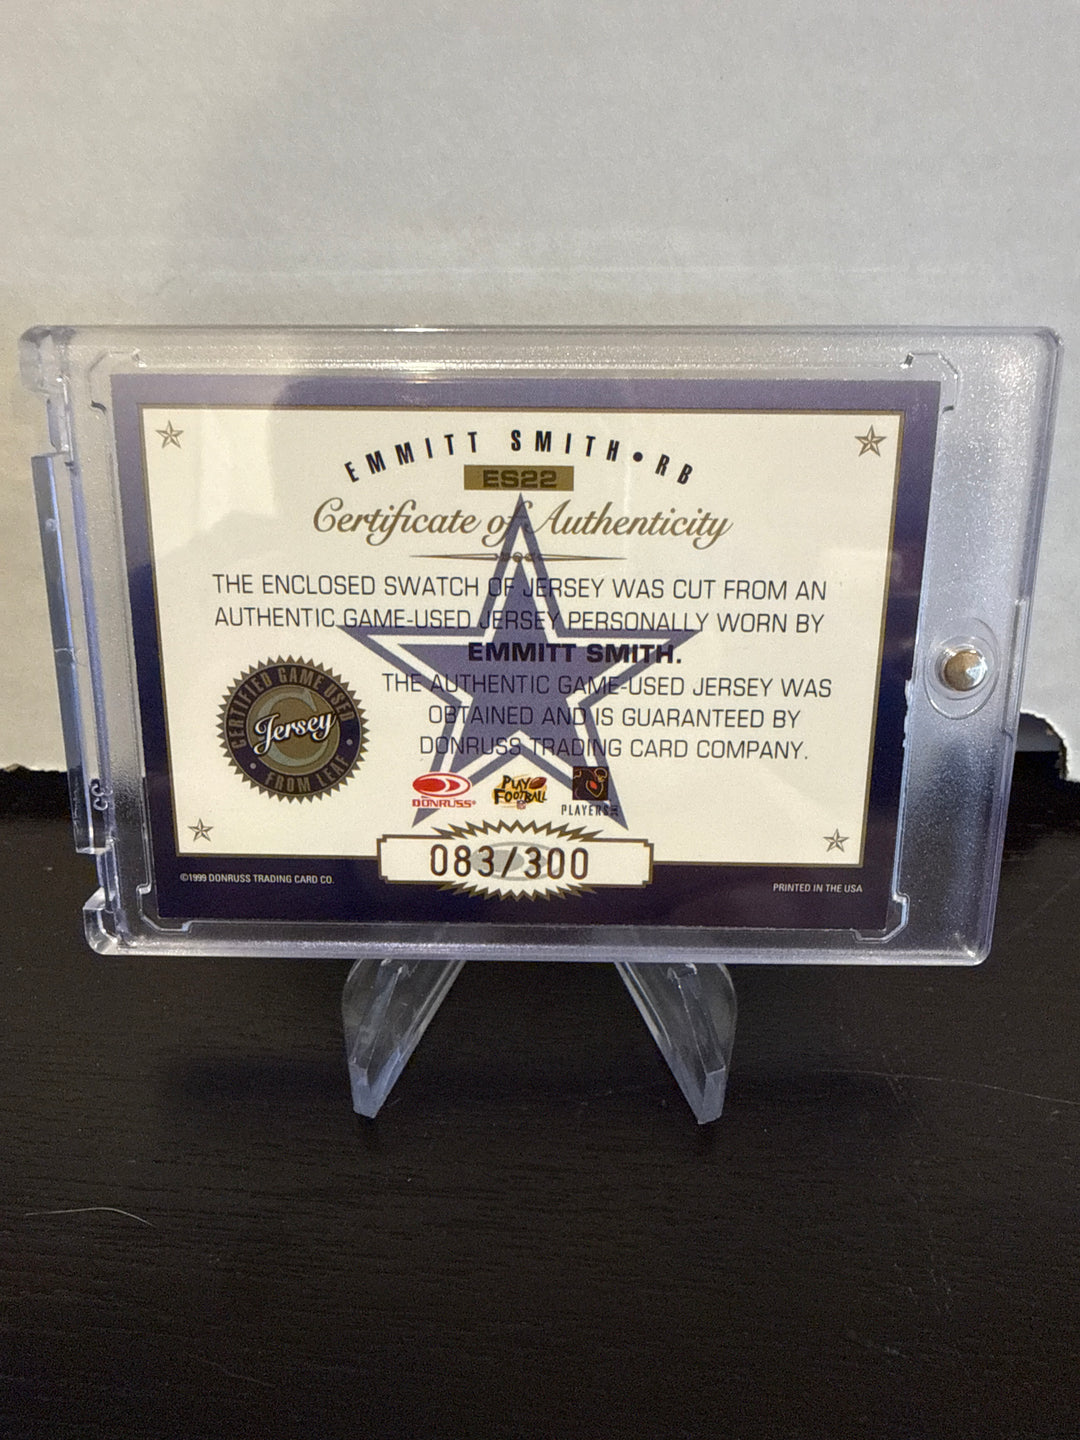 EMMITT SMITH • RB
ES22
Certificate of Authenticity
THE ENCLOSED SWATCH OF JERSEY WAS CUT FROM AN
AUTHENTIC GAME-USED JERSEY PERSONALLY WORN BY
EMMITT SMITH.
THE AUTHENTIC GAME-USED JERSEY WAS
OBTAINED AND IS GUARANTEED BY
DONRUSS TRADING CARD COMPANY.
CERTIFIED GAME USED
Jersey
• FROM LEAF •
DONRUSS®
PLAY
FOOTBALL
PLAYERS
083/300
©1999 DONRUSS TRADING CARD CO.
PRINTED IN THE USA